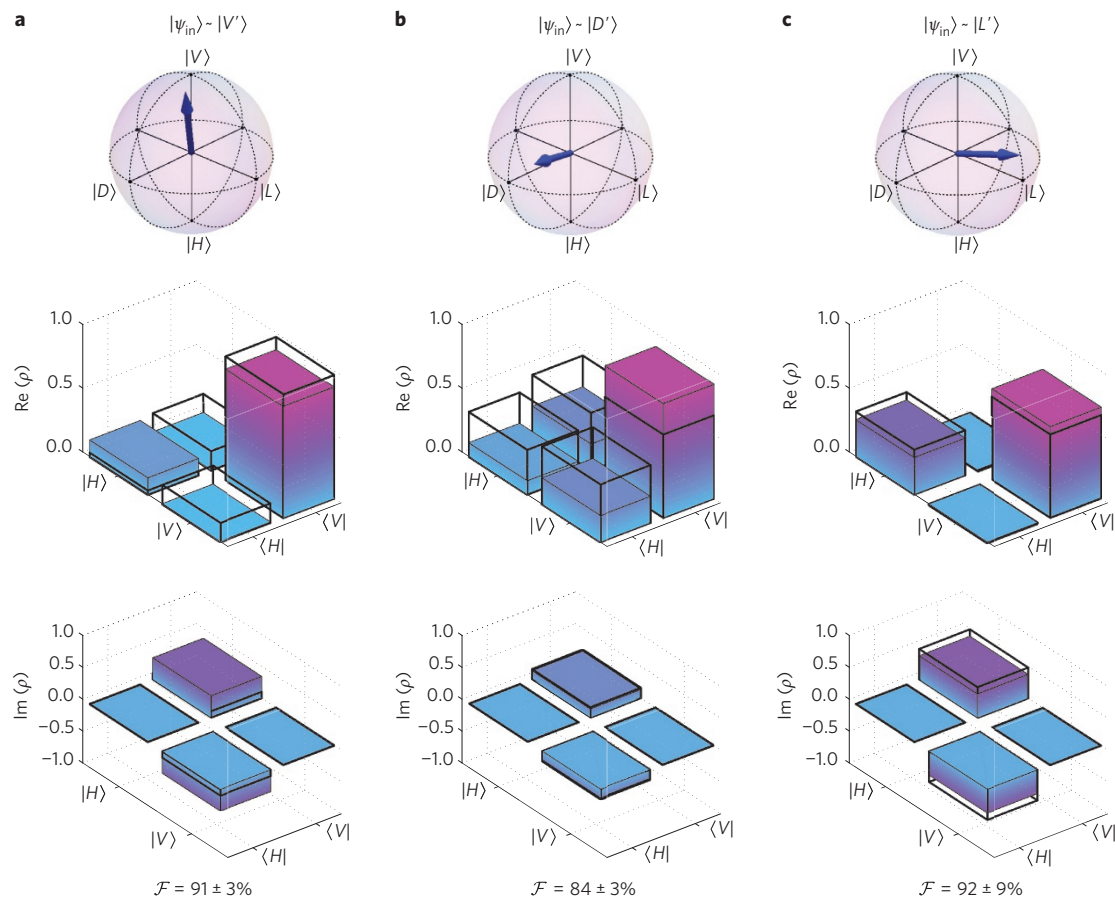 a |ψin⟩ ~ |V′⟩
|V⟩
|D⟩ |L⟩
|H⟩
b |ψin⟩ ~ |D′⟩
|V⟩
|D⟩ |L⟩
|H⟩
c |ψin⟩ ~ |L′⟩
|V⟩
|D⟩ |L⟩
|H⟩
Re (ρ)
1.0
0.5
0.0
|H⟩
|V⟩
⟨H|
⟨V|
Re (ρ)
1.0
0.5
0.0
|H⟩
|V⟩
⟨H|
⟨V|
Re (ρ)
1.0
0.5
0.0
|H⟩
|V⟩
⟨H|
⟨V|
Im (ρ)
1.0
0.5
0.0
−0.5
−1.0
|H⟩
|V⟩
⟨H|
⟨V|
Im (ρ)
1.0
0.5
0.0
−0.5
−1.0
|H⟩
|V⟩
⟨H|
⟨V|
Im (ρ)
1.0
0.5
0.0
−0.5
−1.0
|H⟩
|V⟩
⟨H|
⟨V|
ℱ = 91 ± 3%
ℱ = 84 ± 3%
ℱ = 92 ± 9%